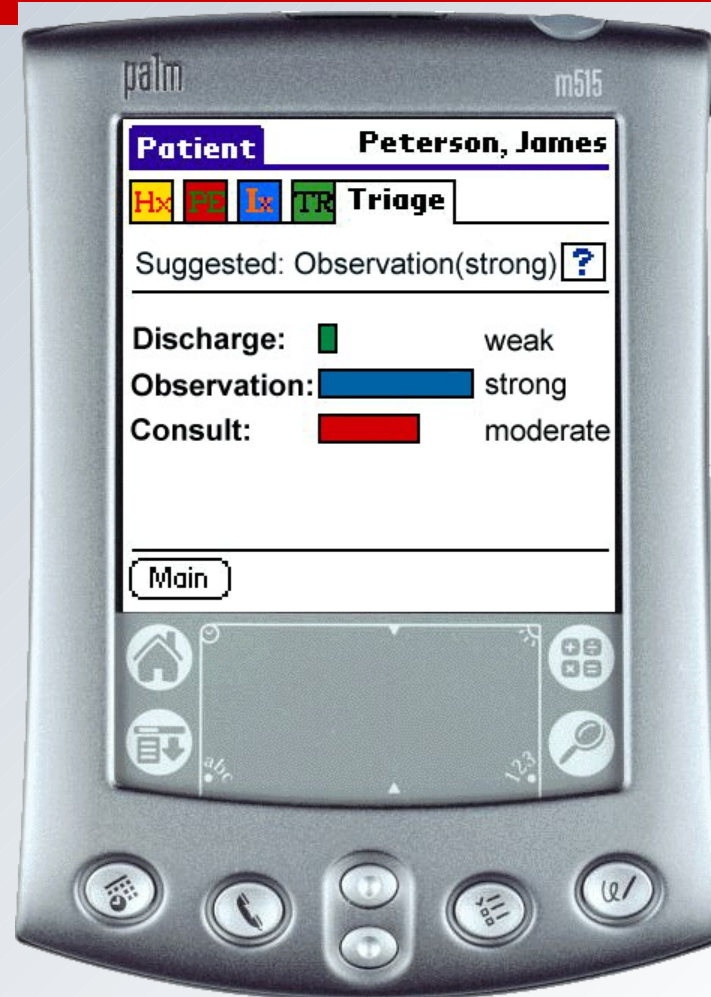 palm m515
Patient Peterson, James
Hx PE Ix TR Triage
Suggested: Observation(strong) ?
Discharge: weak
Observation: strong
Consult: moderate
Main
abc 123